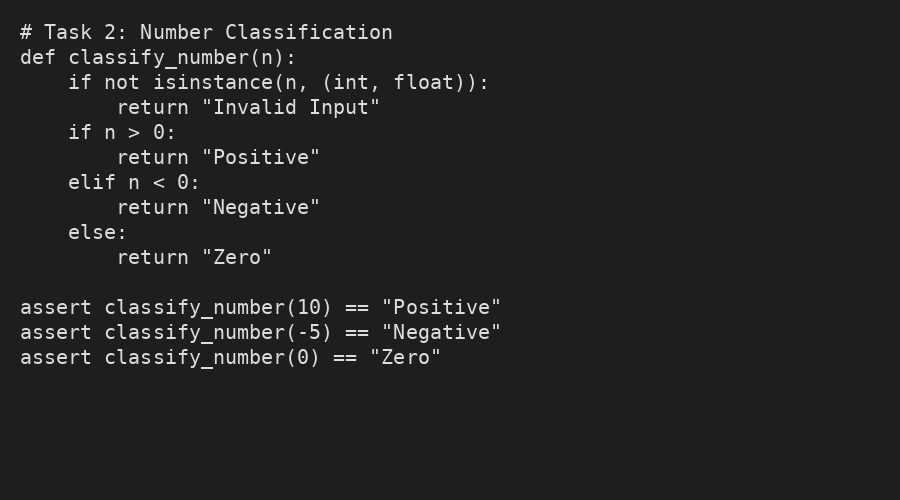 # Task 2: Number Classification
def classify_number(n):
    if not isinstance(n, (int, float)):
        return "Invalid Input"
    if n > 0:
        return "Positive"
    elif n < 0:
        return "Negative"
    else:
        return "Zero"

assert classify_number(10) == "Positive"
assert classify_number(-5) == "Negative"
assert classify_number(0) == "Zero"